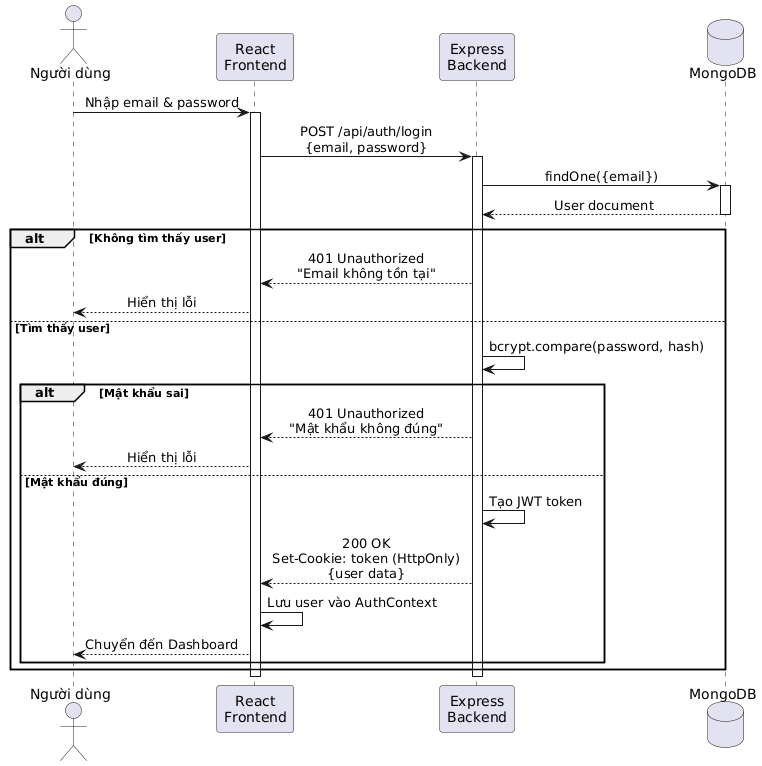 Người dùng
React
Frontend
Express
Backend
MongoDB
Nhập email & password
POST /api/auth/login
{email, password}
findOne({email})
User document
alt [Không tìm thấy user]
401 Unauthorized
"Email không tồn tại"
Hiển thị lỗi
[Tìm thấy user]
bcrypt.compare(password, hash)
alt [Mật khẩu sai]
401 Unauthorized
"Mật khẩu không đúng"
Hiển thị lỗi
[Mật khẩu đúng]
Tạo JWT token
200 OK
Set-Cookie: token (HttpOnly)
{user data}
Lưu user vào AuthContext
Chuyển đến Dashboard
Người dùng
React
Frontend
Express
Backend
MongoDB